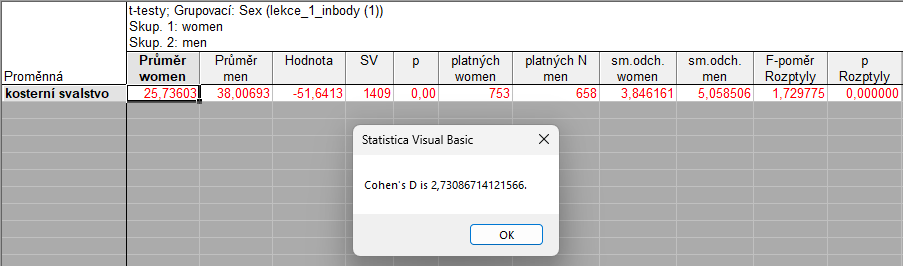 t-testy; Grupovací: Sex (lekce_1_inbody (1))
Skup. 1: women
Skup. 2: men
Proměnná Průměr women Průměr men Hodnota SV p platných women platných N men sm.odch. women sm.odch. men F-poměr Rozptyly p Rozptyly
kosterní svalstvo 25,73603 38,00693 -51,6413 1409 0,00 753 658 3,846161 5,058506 1,729775 0,000000
Statistica Visual Basic
Cohen's D is 2,73086714121566.
OK